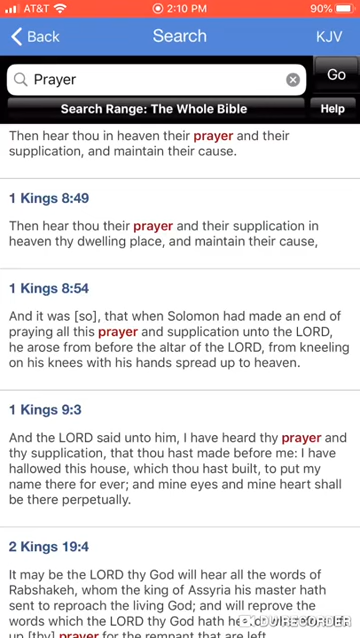 AT&T 2:10 PM 90%
Back Search KJV
Prayer Go
Search Range: The Whole Bible Help
Then hear thou in heaven their prayer and their
supplication, and maintain their cause.
1 Kings 8:49
Then hear thou their prayer and their supplication in
heaven thy dwelling place, and maintain their cause,
1 Kings 8:54
And it was [so], that when Solomon had made an end of
praying all this prayer and supplication unto the LORD,
he arose from before the altar of the LORD, from kneeling
on his knees with his hands spread up to heaven.
1 Kings 9:3
And the LORD said unto him, I have heard thy prayer and
thy supplication, that thou hast made before me: I have
hallowed this house, which thou hast built, to put my
name there for ever; and mine eyes and mine heart shall
be there perpetually.
2 Kings 19:4
It may be the LORD thy God will hear all the words of
Rabshakeh, whom the king of Assyria his master hath
sent to reproach the living God; and will reprove the
words which the LORD thy God hath
DU RECORDER
up [thy] prayer for the remnant that are left